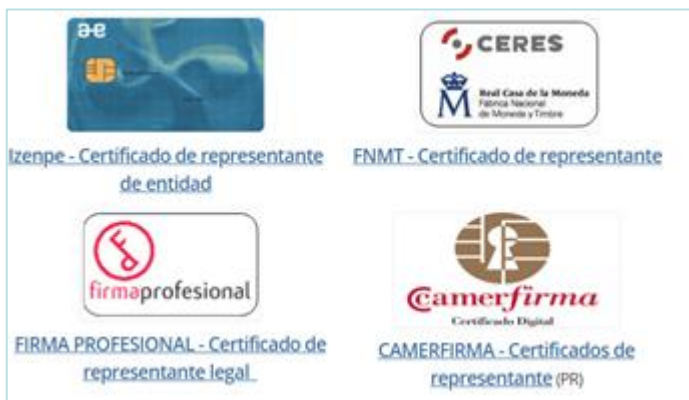 a-e
CERES
Real Casa de la Moneda
Fábrica Nacional
de Moneda y Timbre
Izenpe - Certificado de representante
de entidad
FNMT - Certificado de representante
firmaprofesional
Camerfirma
Certificado Digital
FIRMA PROFESIONAL - Certificado de
representante legal
CAMERFIRMA - Certificados de
representante (PR)